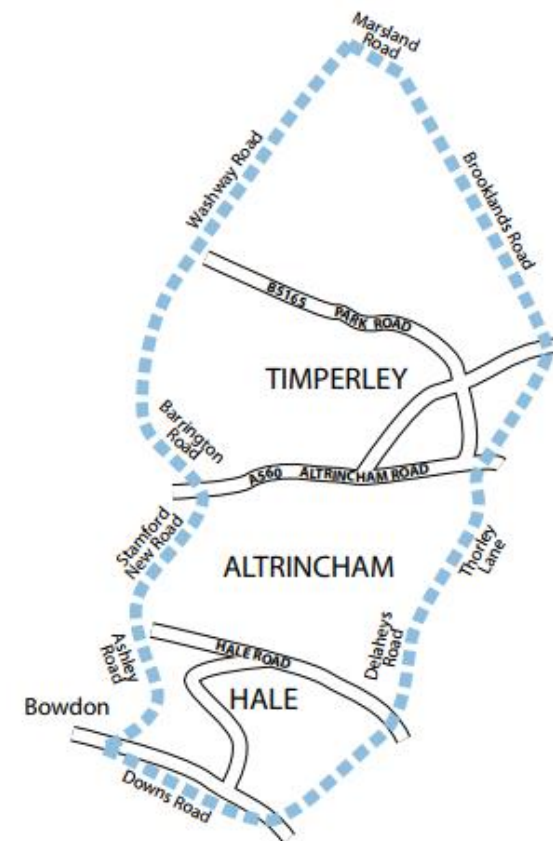 Marsland
Road
Washway Road
Brooklands Road
B5165
PARK ROAD
TIMPERLEY
Barrington
Road
A560
ALTRINCHAM ROAD
Stamford
New Road
Thorley
Lane
ALTRINCHAM
Ashley
Road
HALE ROAD
Delaheys
Road
HALE
Bowdon
Downs Road